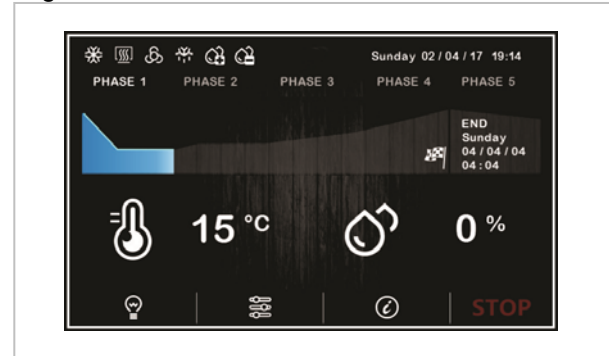 Sunday 02 / 04 / 17 19:14
PHASE 1 PHASE 2 PHASE 3 PHASE 4 PHASE 5
END
Sunday
04 / 04 / 04
04 : 04
15 °C 0 %
STOP